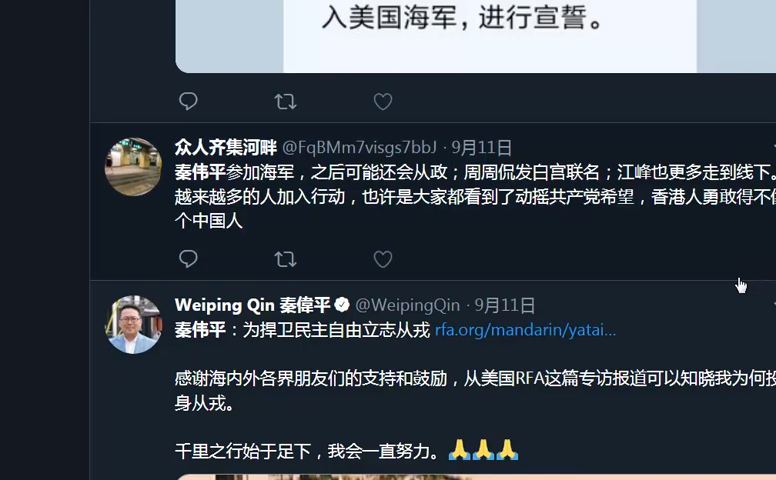 入美国海军，进行宣誓。
众人齐集河畔 @FqBMm7visgs7bbJ · 9月11日
秦伟平参加海军，之后可能还会从政；周周侃发白宫联名；江峰也更多走到线下。
越来越多的人加入行动，也许是大家都看到了动摇共产党希望，香港人勇敢得不
个中国人
Weiping Qin 秦偉平 @WeipingQin · 9月11日
秦伟平：为捍卫民主自由立志从戎 rfa.org/mandarin/yatai...
感谢海内外各界朋友们的支持和鼓励，从美国RFA这篇专访报道可以知晓我为何
身从戎。
千里之行始于足下，我会一直努力。🙏🙏🙏